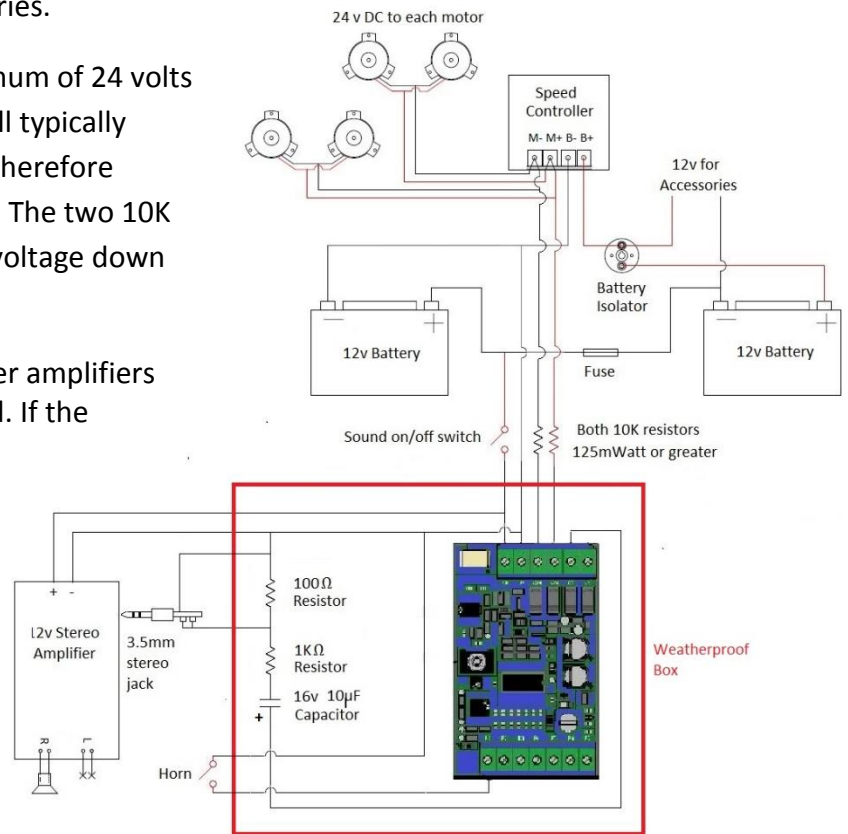 ries.
num of 24 volts
ll typically
herefore
The two 10K
voltage down
er amplifiers
l. If the
24 v DC to each motor
Speed
Controller
M- M+ B- B+
12v for
Accessories
Battery
Isolator
12v Battery
Fuse
12v Battery
Sound on/off switch
Both 10K resistors
125mWatt or greater
+ -
12v Stereo
Amplifier
R L
3.5mm
stereo
jack
100Ω
Resistor
1KΩ
Resistor
16v 10µF
Capacitor
+
Horn
Weatherproof
Box